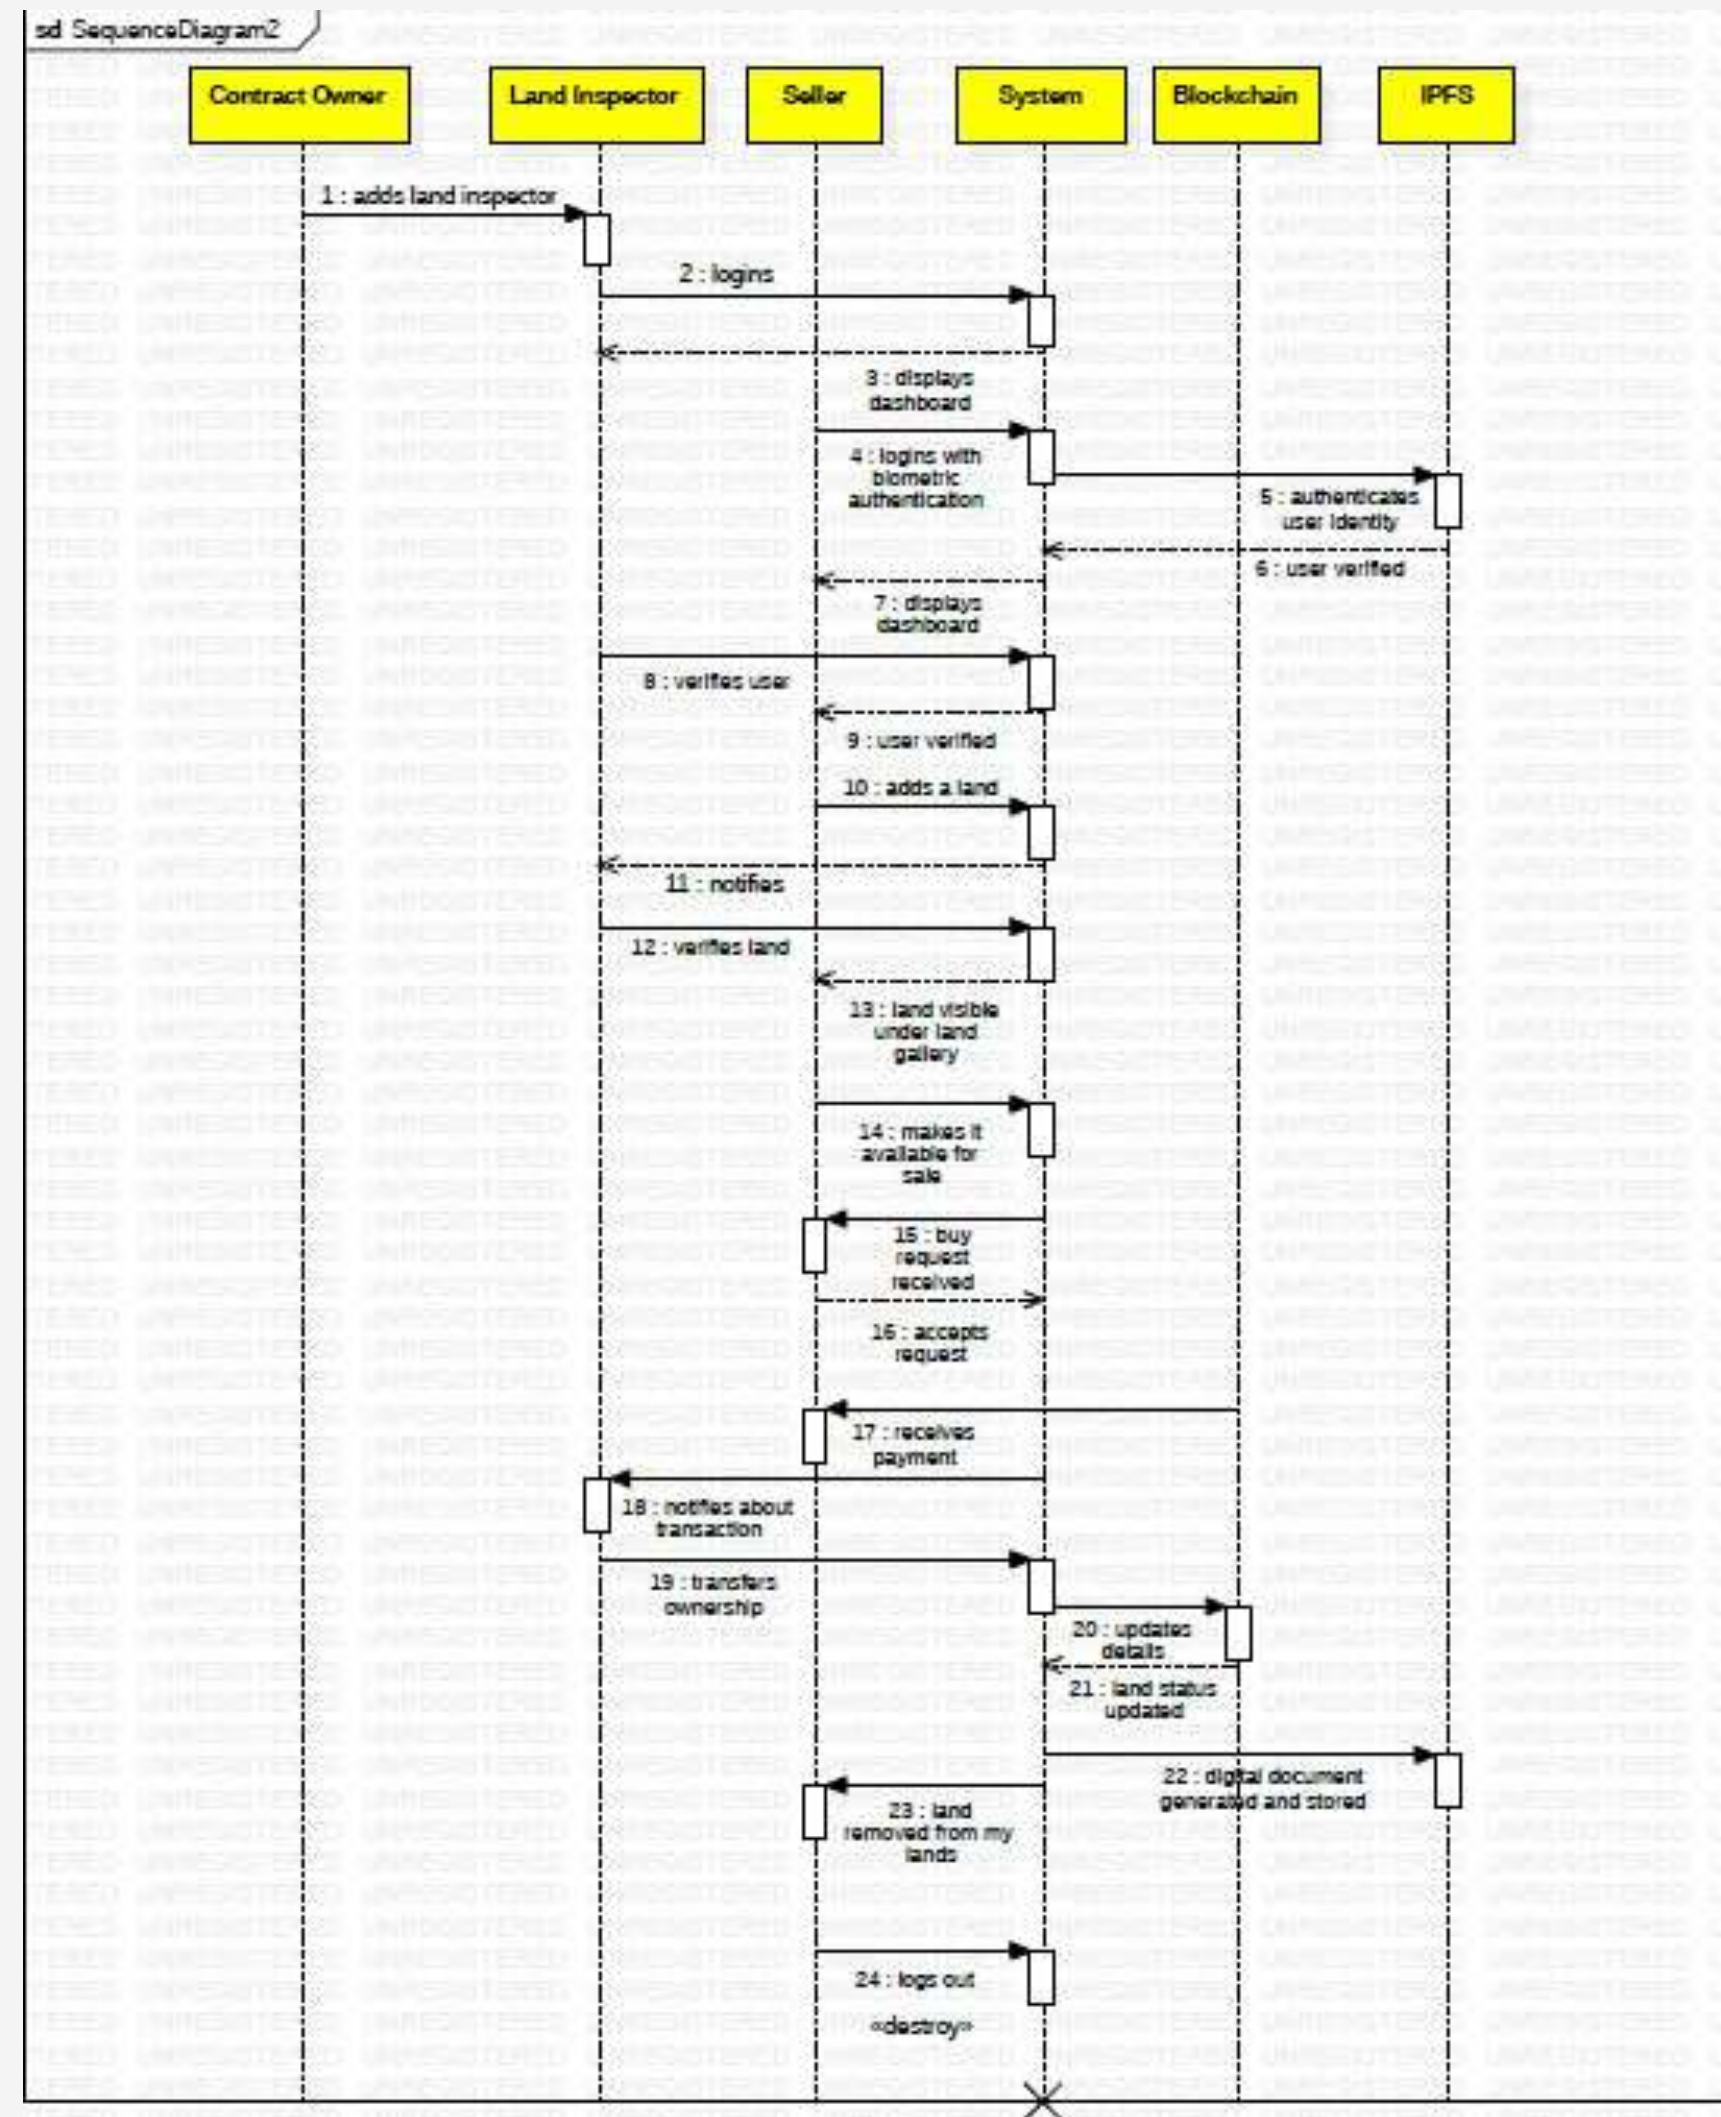 sd SequenceDiagram2
Contract Owner
Land Inspector
Seller
System
Blockchain
IPFS
1 : adds land inspector
2 : logins
3 : displays
dashboard
4 : logins with
biometric
authentication
5 : authenticates
user identity
6 : user verified
7 : displays
dashboard
8 : verifies user
9 : user verified
10 : adds a land
11 : notifies
12 : verifies land
13 : land visible
under land
gallery
14 : makes it
available for
sale
15 : buy
request
received
16 : accepts
request
17 : receives
payment
18 : notifies about
transaction
19 : transfers
ownership
20 : updates
details
21 : land status
updated
22 : digital document
generated and stored
23 : land
removed from my
lands
24 : logs out
«destroy»